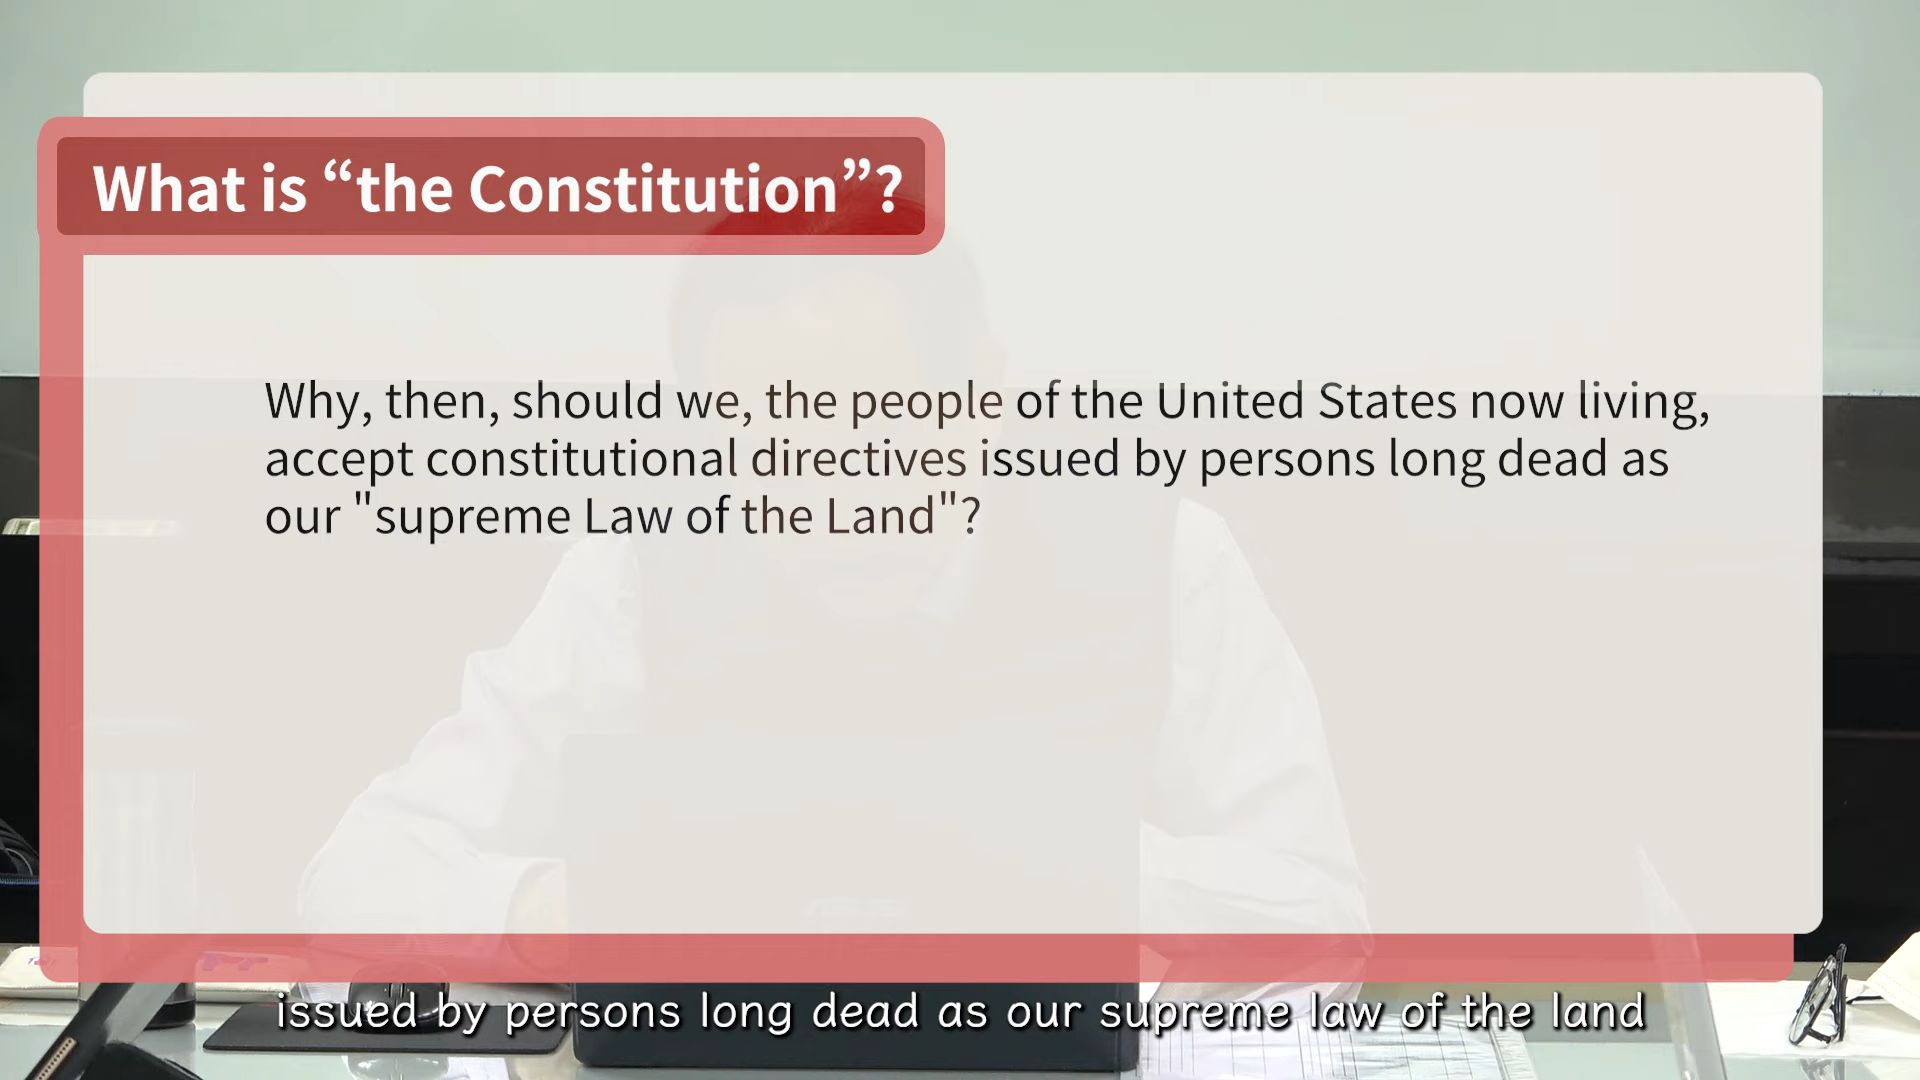 What is “the Constitution”?
Why, then, should we, the people of the United States now living,
accept constitutional directives issued by persons long dead as
our "supreme Law of the Land"?
ASUS
issued by persons long dead as our supreme law of the land